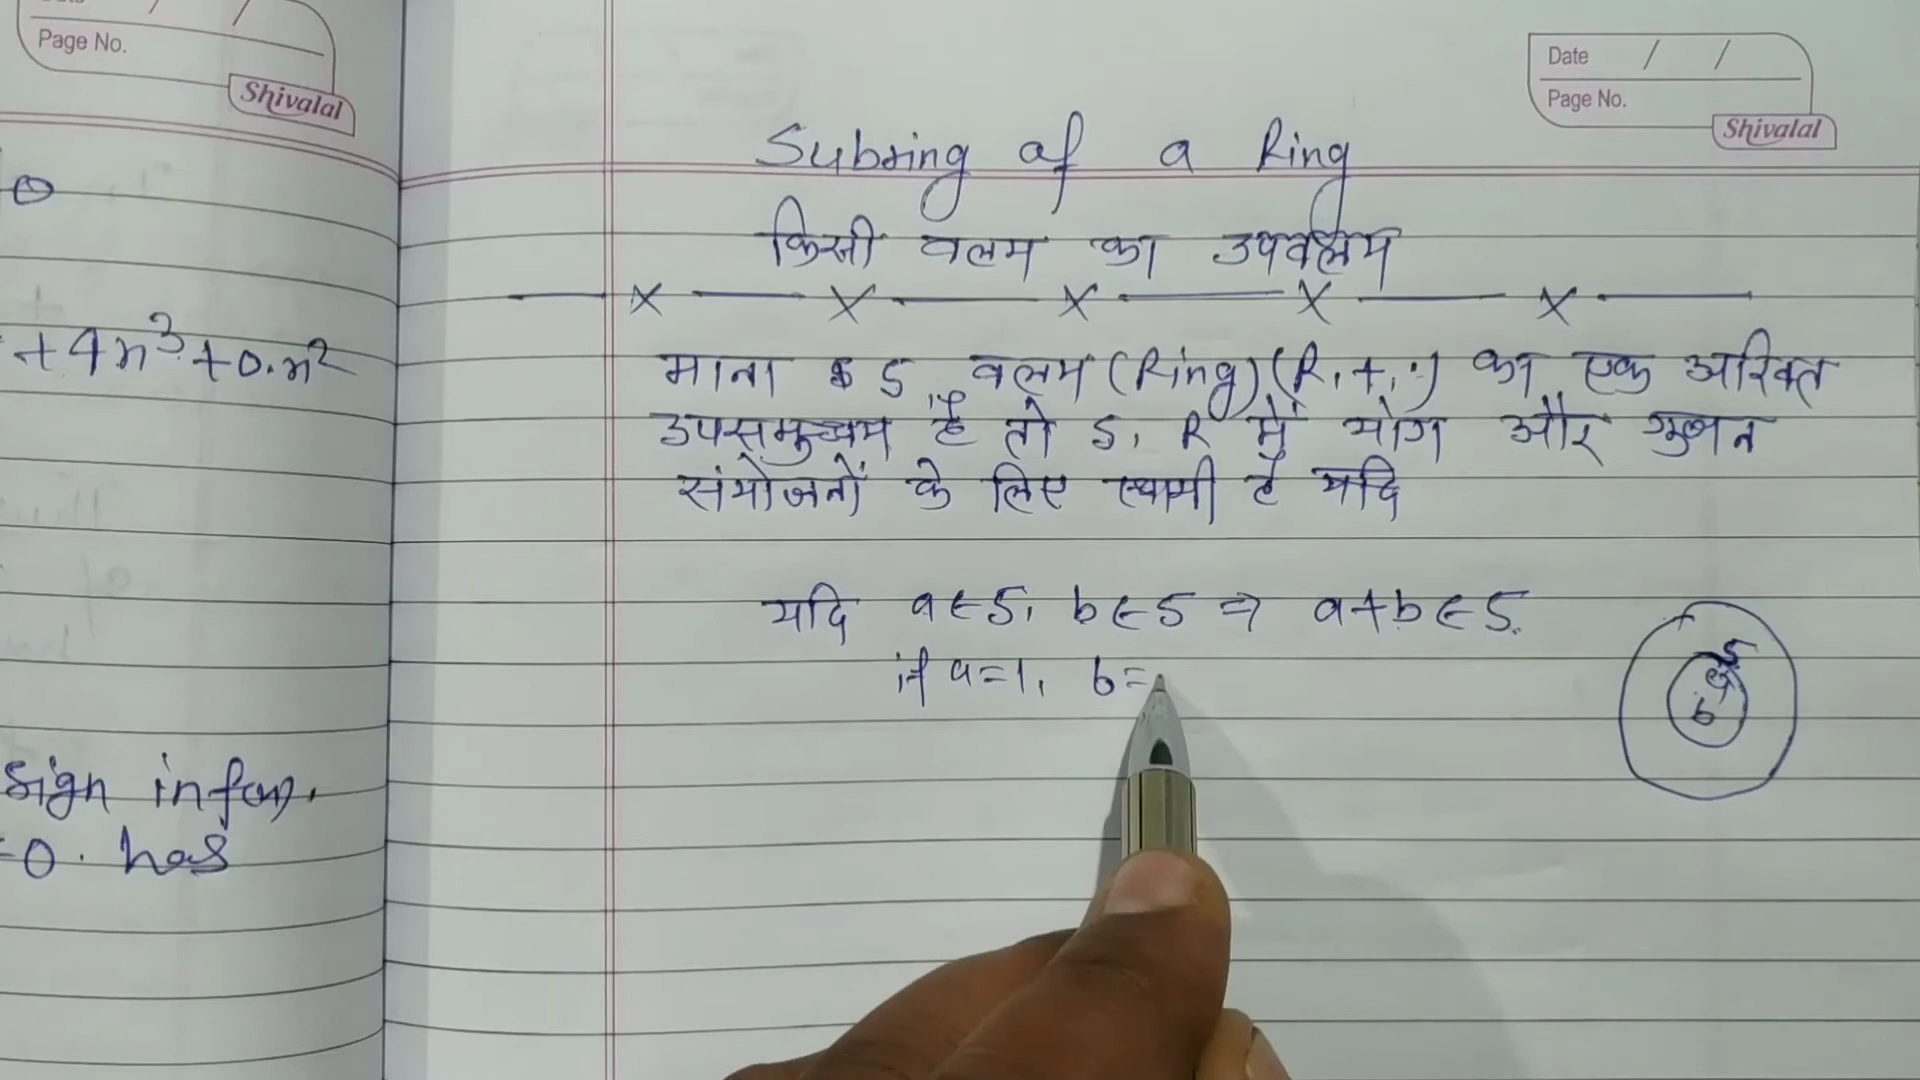 Page No.
Shivalal
+4x³+0.x²
sign infor.
=0. has
Date / /
Page No.
Shivalal
Subring of a Ring
किसी वलय का उपवलय
— x — x — x — x — x —
माना S वलय (Ring) (R, +, ·) का एक अरिक्त
उपसमुच्चय है तो S, R में योग और गुणन
संयोजनों के लिए स्थायी है यदि
यदि a∈S, b∈S ⇒ a+b∈S.
if a=1, b=
S
a
b